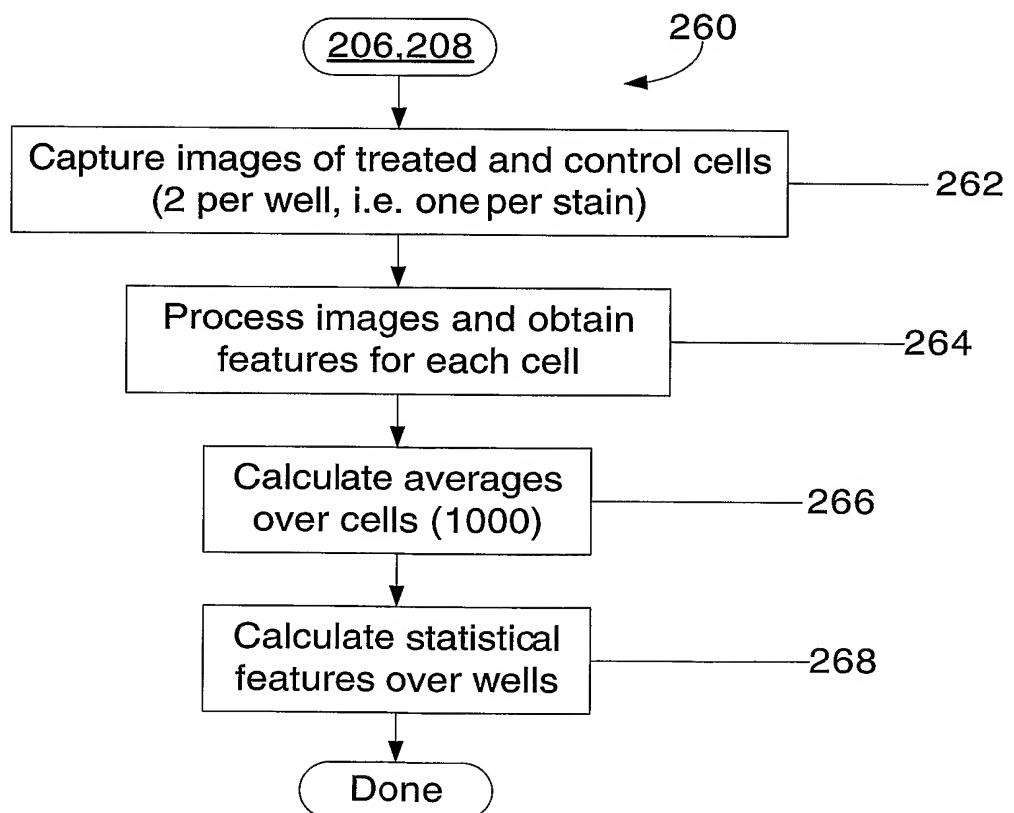 206,208
260
Capture images of treated and control cells
(2 per well, i.e. one per stain)
262
Process images and obtain
features for each cell
264
Calculate averages
over cells (1000)
266
Calculate statistical
features over wells
268
Done